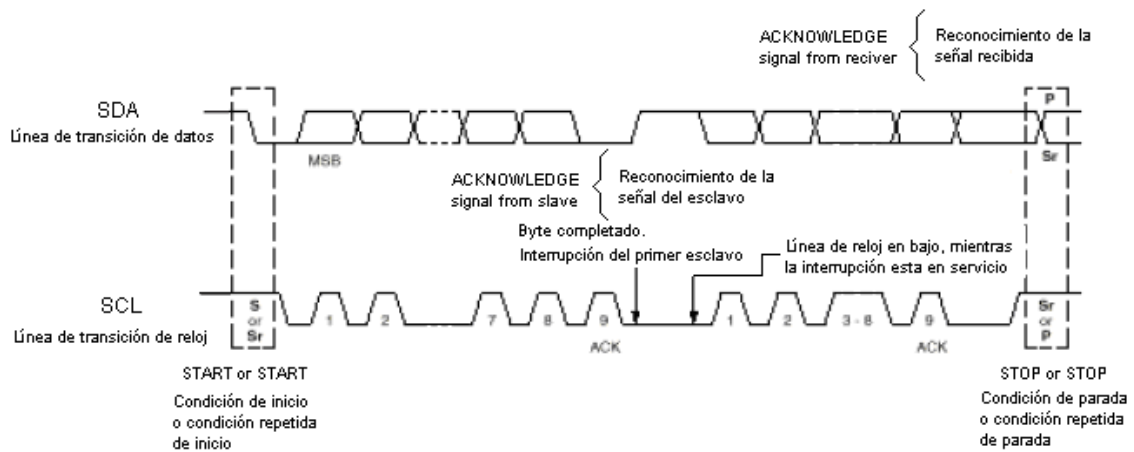 ACKNOWLEDGE
signal from reciver
Reconocimiento de la
señal recibida
SDA
Línea de transición de datos
P
Sr
MSB
ACKNOWLEDGE
signal from slave
Reconocimiento de la
señal del esclavo
Byte completado.
Interrupción del primer esclavo
Línea de reloj en bajo, mientras
la interrupción esta en servicio
SCL
Línea de transición de reloj
S
or
Sr
1
2
7
8
9
1
2
3 - 8
9
Sr
or
P
ACK
ACK
START or START
Condición de inicio
o condición repetida
de inicio
STOP or STOP
Condición de parada
o condición repetida
de parada